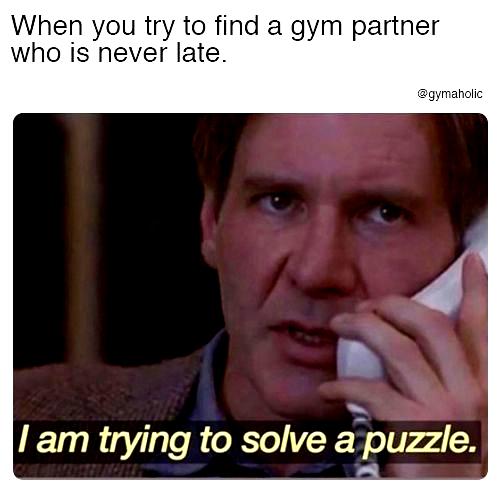 When you try to find a gym partner
who is never late.
@gymaholic
I am trying to solve a puzzle.